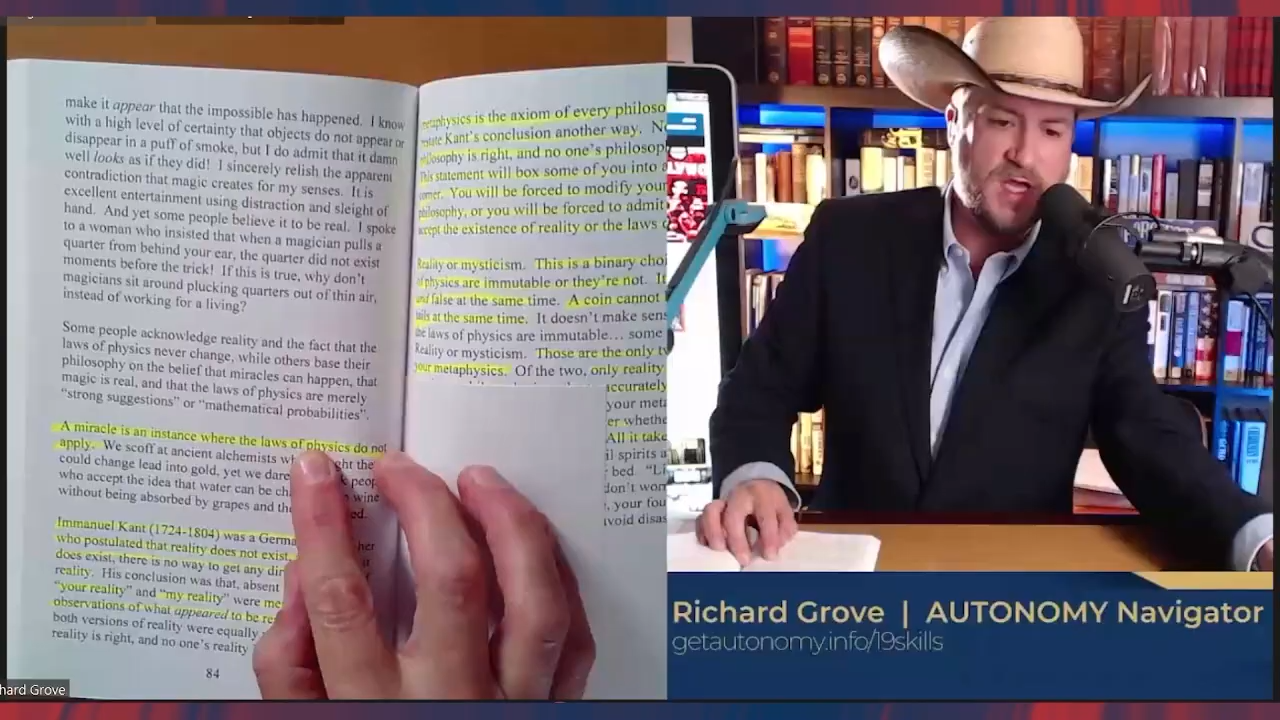 make it appear that the impossible has happened. I know
with a high level of certainty that objects do not appear or
disappear in a puff of smoke, but I do admit that it damn
well looks as if they did! I sincerely relish the apparent
contradiction that magic creates for my senses. It is
excellent entertainment using distraction and sleight of
hand. And yet some people believe it to be real. I spoke
to a woman who insisted that when a magician pulls a
quarter from behind your ear, the quarter did not exist
moments before the trick! If this is true, why don't
magicians sit around plucking quarters out of thin air,
instead of working for a living?
Some people acknowledge reality and the fact that the
laws of physics never change, while others base their
philosophy on the belief that miracles can happen, that
magic is real, and that the laws of physics are merely
"strong suggestions" or "mathematical probabilities".
A miracle is an instance where the laws of physics do not
apply. We scoff at ancient alchemists
could change lead into gold, yet we dare
who accept the idea that water can be wine
without being absorbed by grapes and
Immanuel Kant (1724-1804) was a
who postulated that reality does not exist,
does exist, there is no way to get any
reality. His conclusion was that, absent
"your reality" and "my reality" were
observations of what appeared to be
both versions of reality were equally
reality is right, and no one's reality
84
metaphysics is the axiom of every
Kant's conclusion another way.
philosophy is right, and no one's
This statement will box some of you into
corner. You will be forced to modify your
philosophy, or you will be forced to admit
accept the existence of reality or the laws
Reality or mysticism. This is a binary
of physics are immutable or they're not.
and false at the same time. A coin cannot
tails at the same time. It doesn't make
the laws of physics are immutable… some
Reality or mysticism. Those are the only
your metaphysics. Of the two, only reality
accurately
your
whether
All it
spirits
bed.
don't
, your
avoid
Richard Grove | AUTONOMY Navigator
getautonomy.info/19skills
hard Grove